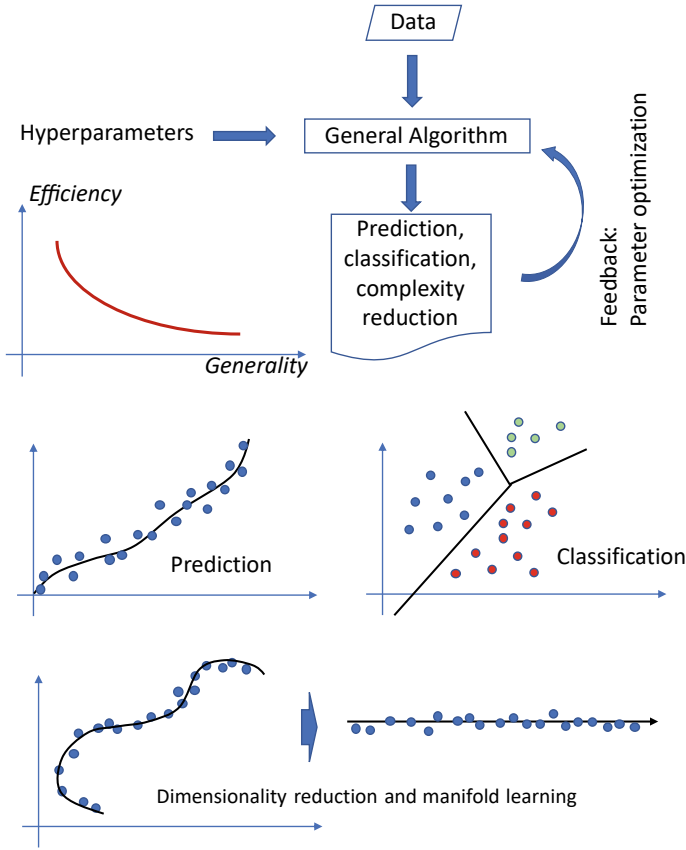 Data
Hyperparameters
General Algorithm
Efficiency
Generality
Prediction,
classification,
complexity
reduction
Feedback:
Parameter optimization
Prediction
Classification
Dimensionality reduction and manifold learning